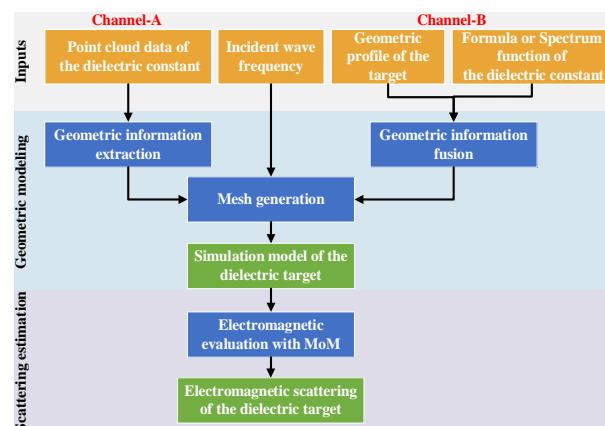 Channel-A
Channel-B
Inputs
Point cloud data of
the dielectric constant
Incident wave
frequency
Geometric
profile of the
target
Formula or Spectrum
function of
the dielectric constant
Geometric modeling
Geometric information
extraction
Geometric information
fusion
Mesh generation
Simulation model of the
dielectric target
Scattering estimation
Electromagnetic
evaluation with MoM
Electromagnetic scattering
of the dielectric target